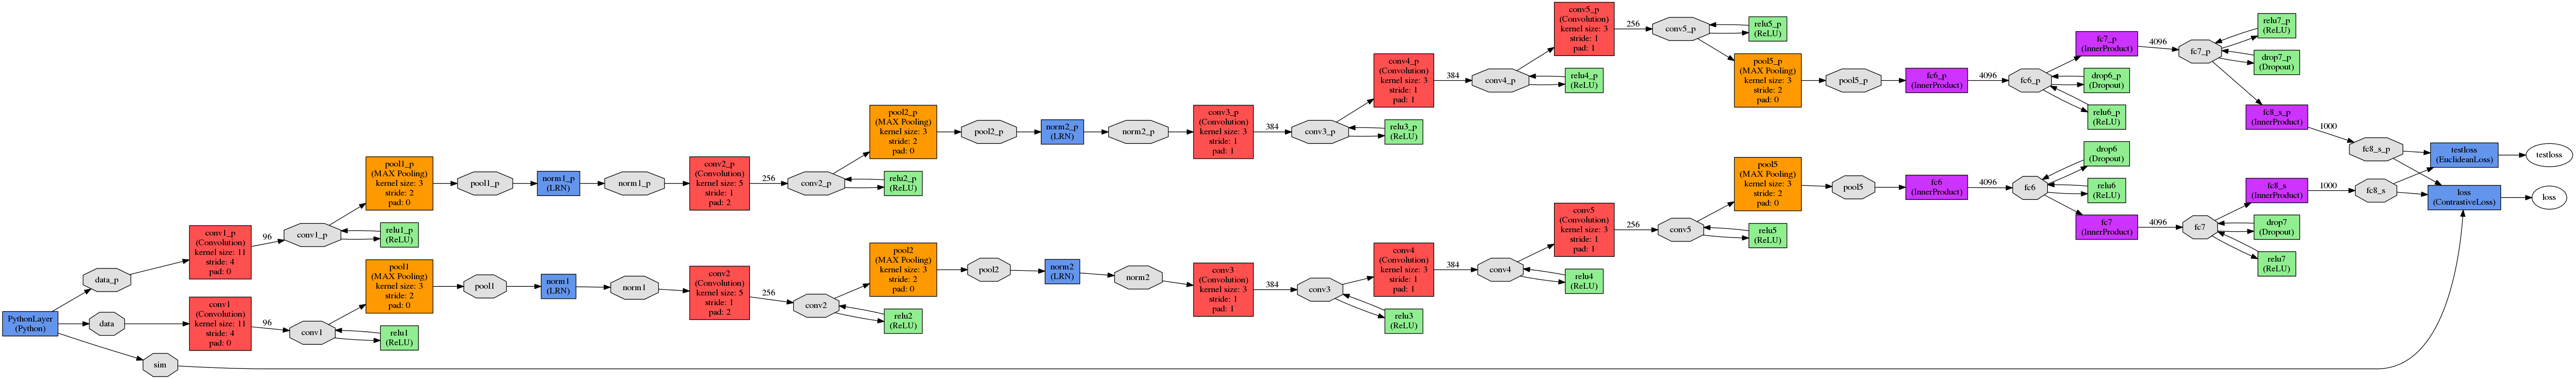 PythonLayer
(Python)
data_p
data
sim
conv1_p
(Convolution)
kernel size: 11
stride: 4
pad: 0
96
conv1_p
relu1_p
(ReLU)
pool1_p
(MAX Pooling)
kernel size: 3
stride: 2
pad: 0
pool1_p
norm1_p
(LRN)
norm1_p
conv2_p
(Convolution)
kernel size: 5
stride: 1
pad: 2
256
conv2_p
relu2_p
(ReLU)
pool2_p
(MAX Pooling)
kernel size: 3
stride: 2
pad: 0
pool2_p
norm2_p
(LRN)
norm2_p
conv3_p
(Convolution)
kernel size: 3
stride: 1
pad: 1
384
conv3_p
relu3_p
(ReLU)
conv4_p
(Convolution)
kernel size: 3
stride: 1
pad: 1
384
conv4_p
relu4_p
(ReLU)
conv5_p
(Convolution)
kernel size: 3
stride: 1
pad: 1
256
conv5_p
relu5_p
(ReLU)
pool5_p
(MAX Pooling)
kernel size: 3
stride: 2
pad: 0
pool5_p
fc6_p
(InnerProduct)
4096
fc6_p
drop6_p
(Dropout)
relu6_p
(ReLU)
fc7_p
(InnerProduct)
4096
fc7_p
relu7_p
(ReLU)
drop7_p
(Dropout)
fc8_s_p
(InnerProduct)
1000
fc8_s_p
testloss
(EuclideanLoss)
testloss
conv1
(Convolution)
kernel size: 11
stride: 4
pad: 0
96
conv1
relu1
(ReLU)
pool1
(MAX Pooling)
kernel size: 3
stride: 2
pad: 0
pool1
norm1
(LRN)
norm1
conv2
(Convolution)
kernel size: 5
stride: 1
pad: 2
256
conv2
relu2
(ReLU)
pool2
(MAX Pooling)
kernel size: 3
stride: 2
pad: 0
pool2
norm2
(LRN)
norm2
conv3
(Convolution)
kernel size: 3
stride: 1
pad: 1
384
conv3
relu3
(ReLU)
conv4
(Convolution)
kernel size: 3
stride: 1
pad: 1
384
conv4
relu4
(ReLU)
conv5
(Convolution)
kernel size: 3
stride: 1
pad: 1
256
conv5
relu5
(ReLU)
pool5
(MAX Pooling)
kernel size: 3
stride: 2
pad: 0
pool5
fc6
(InnerProduct)
4096
fc6
drop6
(Dropout)
relu6
(ReLU)
fc7
(InnerProduct)
4096
fc7
fc8_s
(InnerProduct)
1000
fc8_s
drop7
(Dropout)
relu7
(ReLU)
loss
(ContrastiveLoss)
loss